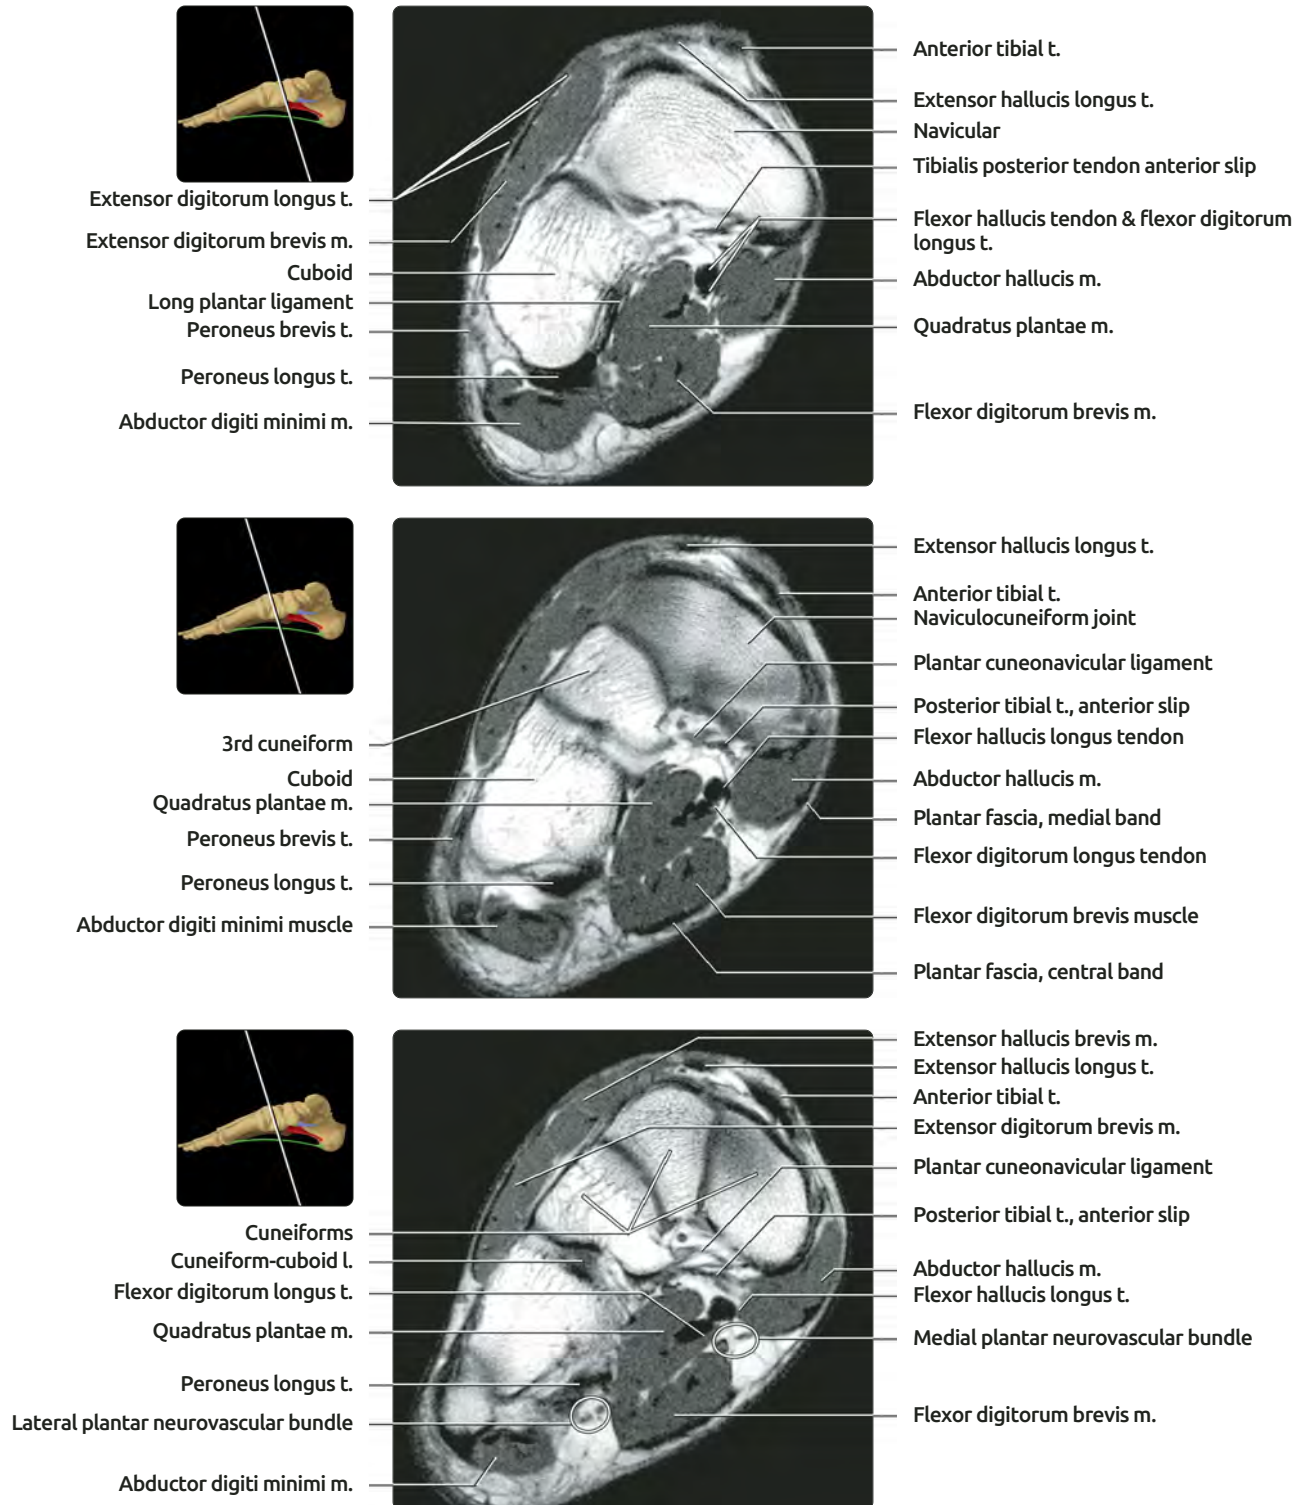 Anterior tibial t.
Extensor hallucis longus t.
Navicular
Tibialis posterior tendon anterior slip
Extensor digitorum longus t.
Flexor hallucis tendon & flexor digitorum
longus t.
Extensor digitorum brevis m.
Cuboid
Abductor hallucis m.
Long plantar ligament
Peroneus brevis t.
Quadratus plantae m.
Peroneus longus t.
Flexor digitorum brevis m.
Abductor digiti minimi m.
Extensor hallucis longus t.
Anterior tibial t.
Naviculocuneiform joint
Plantar cuneonavicular ligament
Posterior tibial t., anterior slip
3rd cuneiform
Flexor hallucis longus tendon
Cuboid
Abductor hallucis m.
Quadratus plantae m.
Plantar fascia, medial band
Peroneus brevis t.
Flexor digitorum longus tendon
Peroneus longus t.
Flexor digitorum brevis muscle
Abductor digiti minimi muscle
Plantar fascia, central band
Extensor hallucis brevis m.
Extensor hallucis longus t.
Anterior tibial t.
Extensor digitorum brevis m.
Plantar cuneonavicular ligament
Posterior tibial t., anterior slip
Cuneiforms
Cuneiform-cuboid l.
Abductor hallucis m.
Flexor digitorum longus t.
Flexor hallucis longus t.
Quadratus plantae m.
Medial plantar neurovascular bundle
Peroneus longus t.
Lateral plantar neurovascular bundle
Flexor digitorum brevis m.
Abductor digiti minimi m.